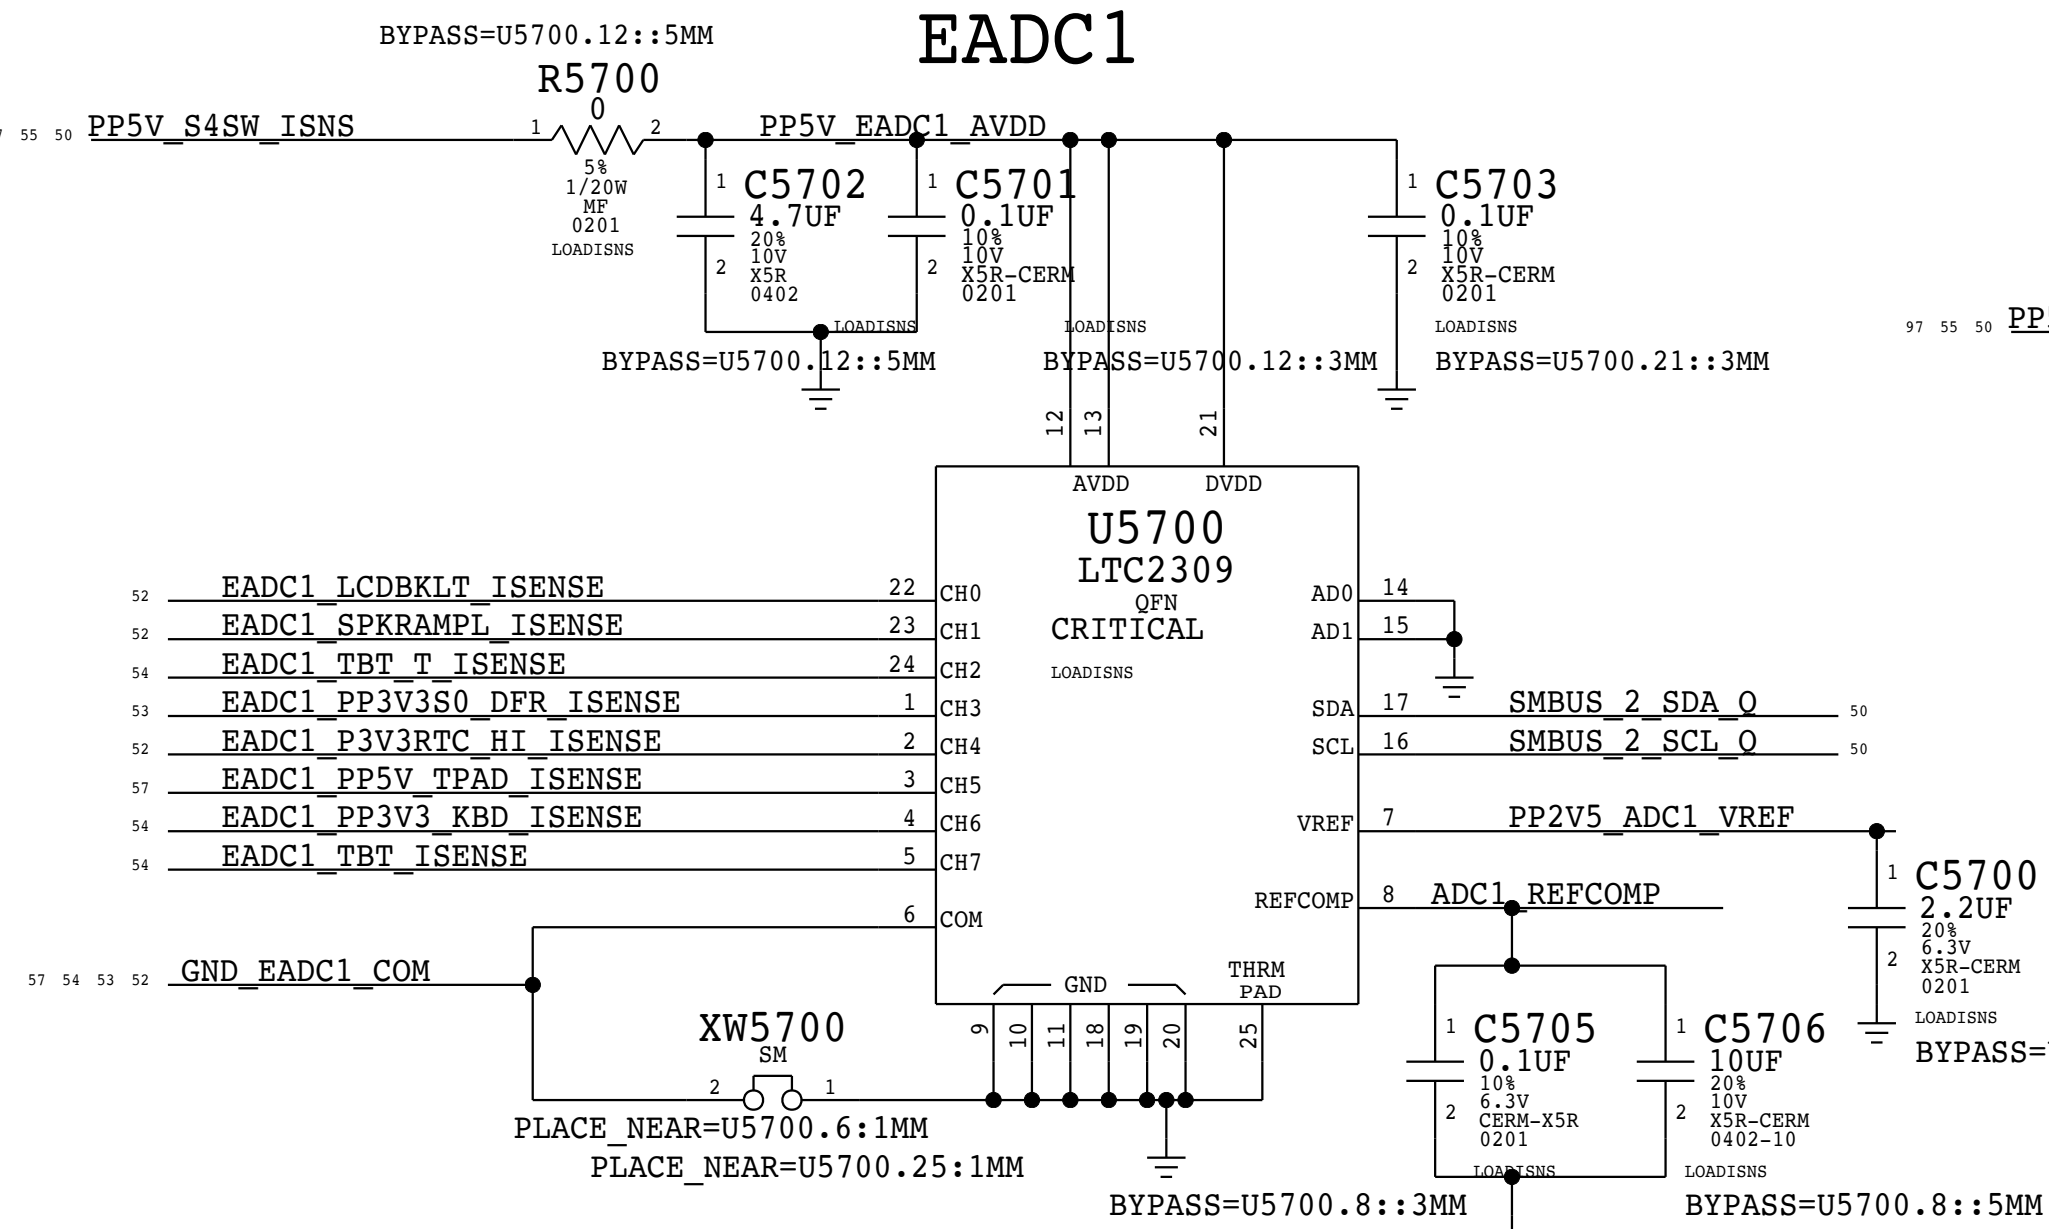 EADC1
BYPASS=U5700.12::5MM
R5700
0
55 50 PP5V_S4SW_ISNS
1
2
PP5V_EADC1_AVDD
5%
1/20W
MF
0201
LOADISNS
1
C5702
4.7UF
20%
10V
X5R
0402
2
LOADISNS
BYPASS=U5700.12::5MM
1
C5701
0.1UF
10%
10V
X5R-CERM
0201
2
LOADISNS
BYPASS=U5700.12::3MM
1
C5703
0.1UF
10%
10V
X5R-CERM
0201
2
LOADISNS
BYPASS=U5700.21::3MM
97 55 50
12
13
21
AVDD
DVDD
U5700
LTC2309
QFN
CRITICAL
LOADISNS
52 EADC1_LCDBKLT_ISENSE 22 CH0
52 EADC1_SPKRAMPL_ISENSE 23 CH1
54 EADC1_TBT_T_ISENSE 24 CH2
53 EADC1_PP3V3S0_DFR_ISENSE 1 CH3
52 EADC1_P3V3RTC_HI_ISENSE 2 CH4
57 EADC1_PP5V_TPAD_ISENSE 3 CH5
54 EADC1_PP3V3_KBD_ISENSE 4 CH6
54 EADC1_TBT_ISENSE 5 CH7
6 COM
57 54 53 52 GND_EADC1_COM
AD0 14
AD1 15
SDA 17 SMBUS_2_SDA_Q 50
SCL 16 SMBUS_2_SCL_Q 50
VREF 7 PP2V5_ADC1_VREF
REFCOMP 8 ADC1_REFCOMP
GND
THRM
PAD
9
10
11
18
19
20
25
XW5700
SM
2
1
PLACE_NEAR=U5700.6:1MM
PLACE_NEAR=U5700.25:1MM
1
C5700
2.2UF
20%
6.3V
X5R-CERM
0201
2
LOADISNS
BYPASS=
1
C5705
0.1UF
10%
6.3V
CERM-X5R
0201
2
LOADISNS
BYPASS=U5700.8::3MM
1
C5706
10UF
20%
10V
X5R-CERM
0402-10
2
LOADISNS
BYPASS=U5700.8::5MM